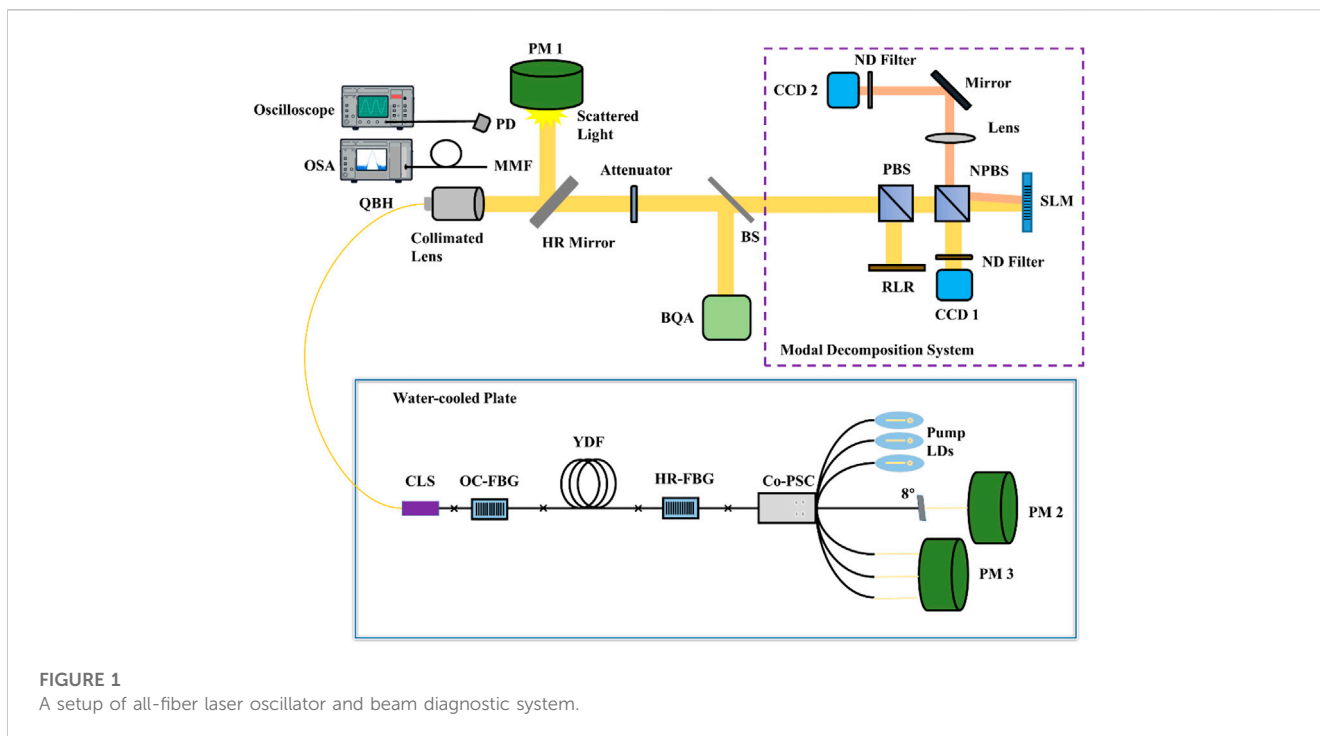 PM 1
ND Filter
Mirror
CCD 2
Oscilloscope
PD
Scattered
Light
Lens
OSA
MMF
Attenuator
PBS
NPBS
SLM
QBH
Collimated
Lens
HR Mirror
BS
ND Filter
RLR
CCD 1
BQA
Modal Decomposition System
Water-cooled Plate
Pump
LDs
YDF
CLS
OC-FBG
HR-FBG
Co-PSC
8°
PM 2
PM 3
FIGURE 1
A setup of all-fiber laser oscillator and beam diagnostic system.